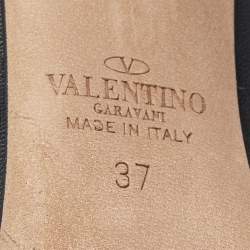 VALENTINO
GARAVANI
MADE IN ITALY
37